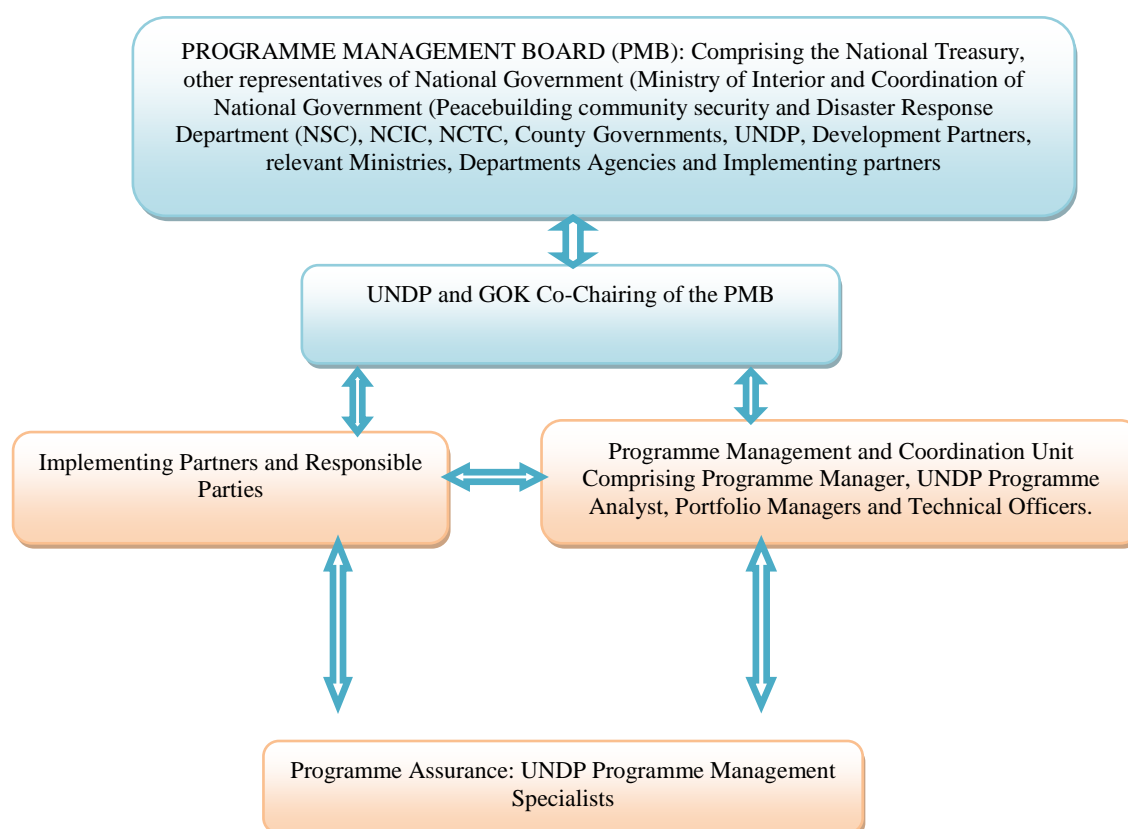 PROGRAMME MANAGEMENT BOARD (PMB): Comprising the National Treasury,
other representatives of National Government (Ministry of Interior and Coordination of
National Government (Peacebuilding community security and Disaster Response
Department (NSC), NCIC, NCTC, County Governments, UNDP, Development Partners,
relevant Ministries, Departments Agencies and Implementing partners
UNDP and GOK Co-Chairing of the PMB
Implementing Partners and Responsible
Parties
Programme Management and Coordination Unit
Comprising Programme Manager, UNDP Programme
Analyst, Portfolio Managers and Technical Officers.
Programme Assurance: UNDP Programme Management
Specialists